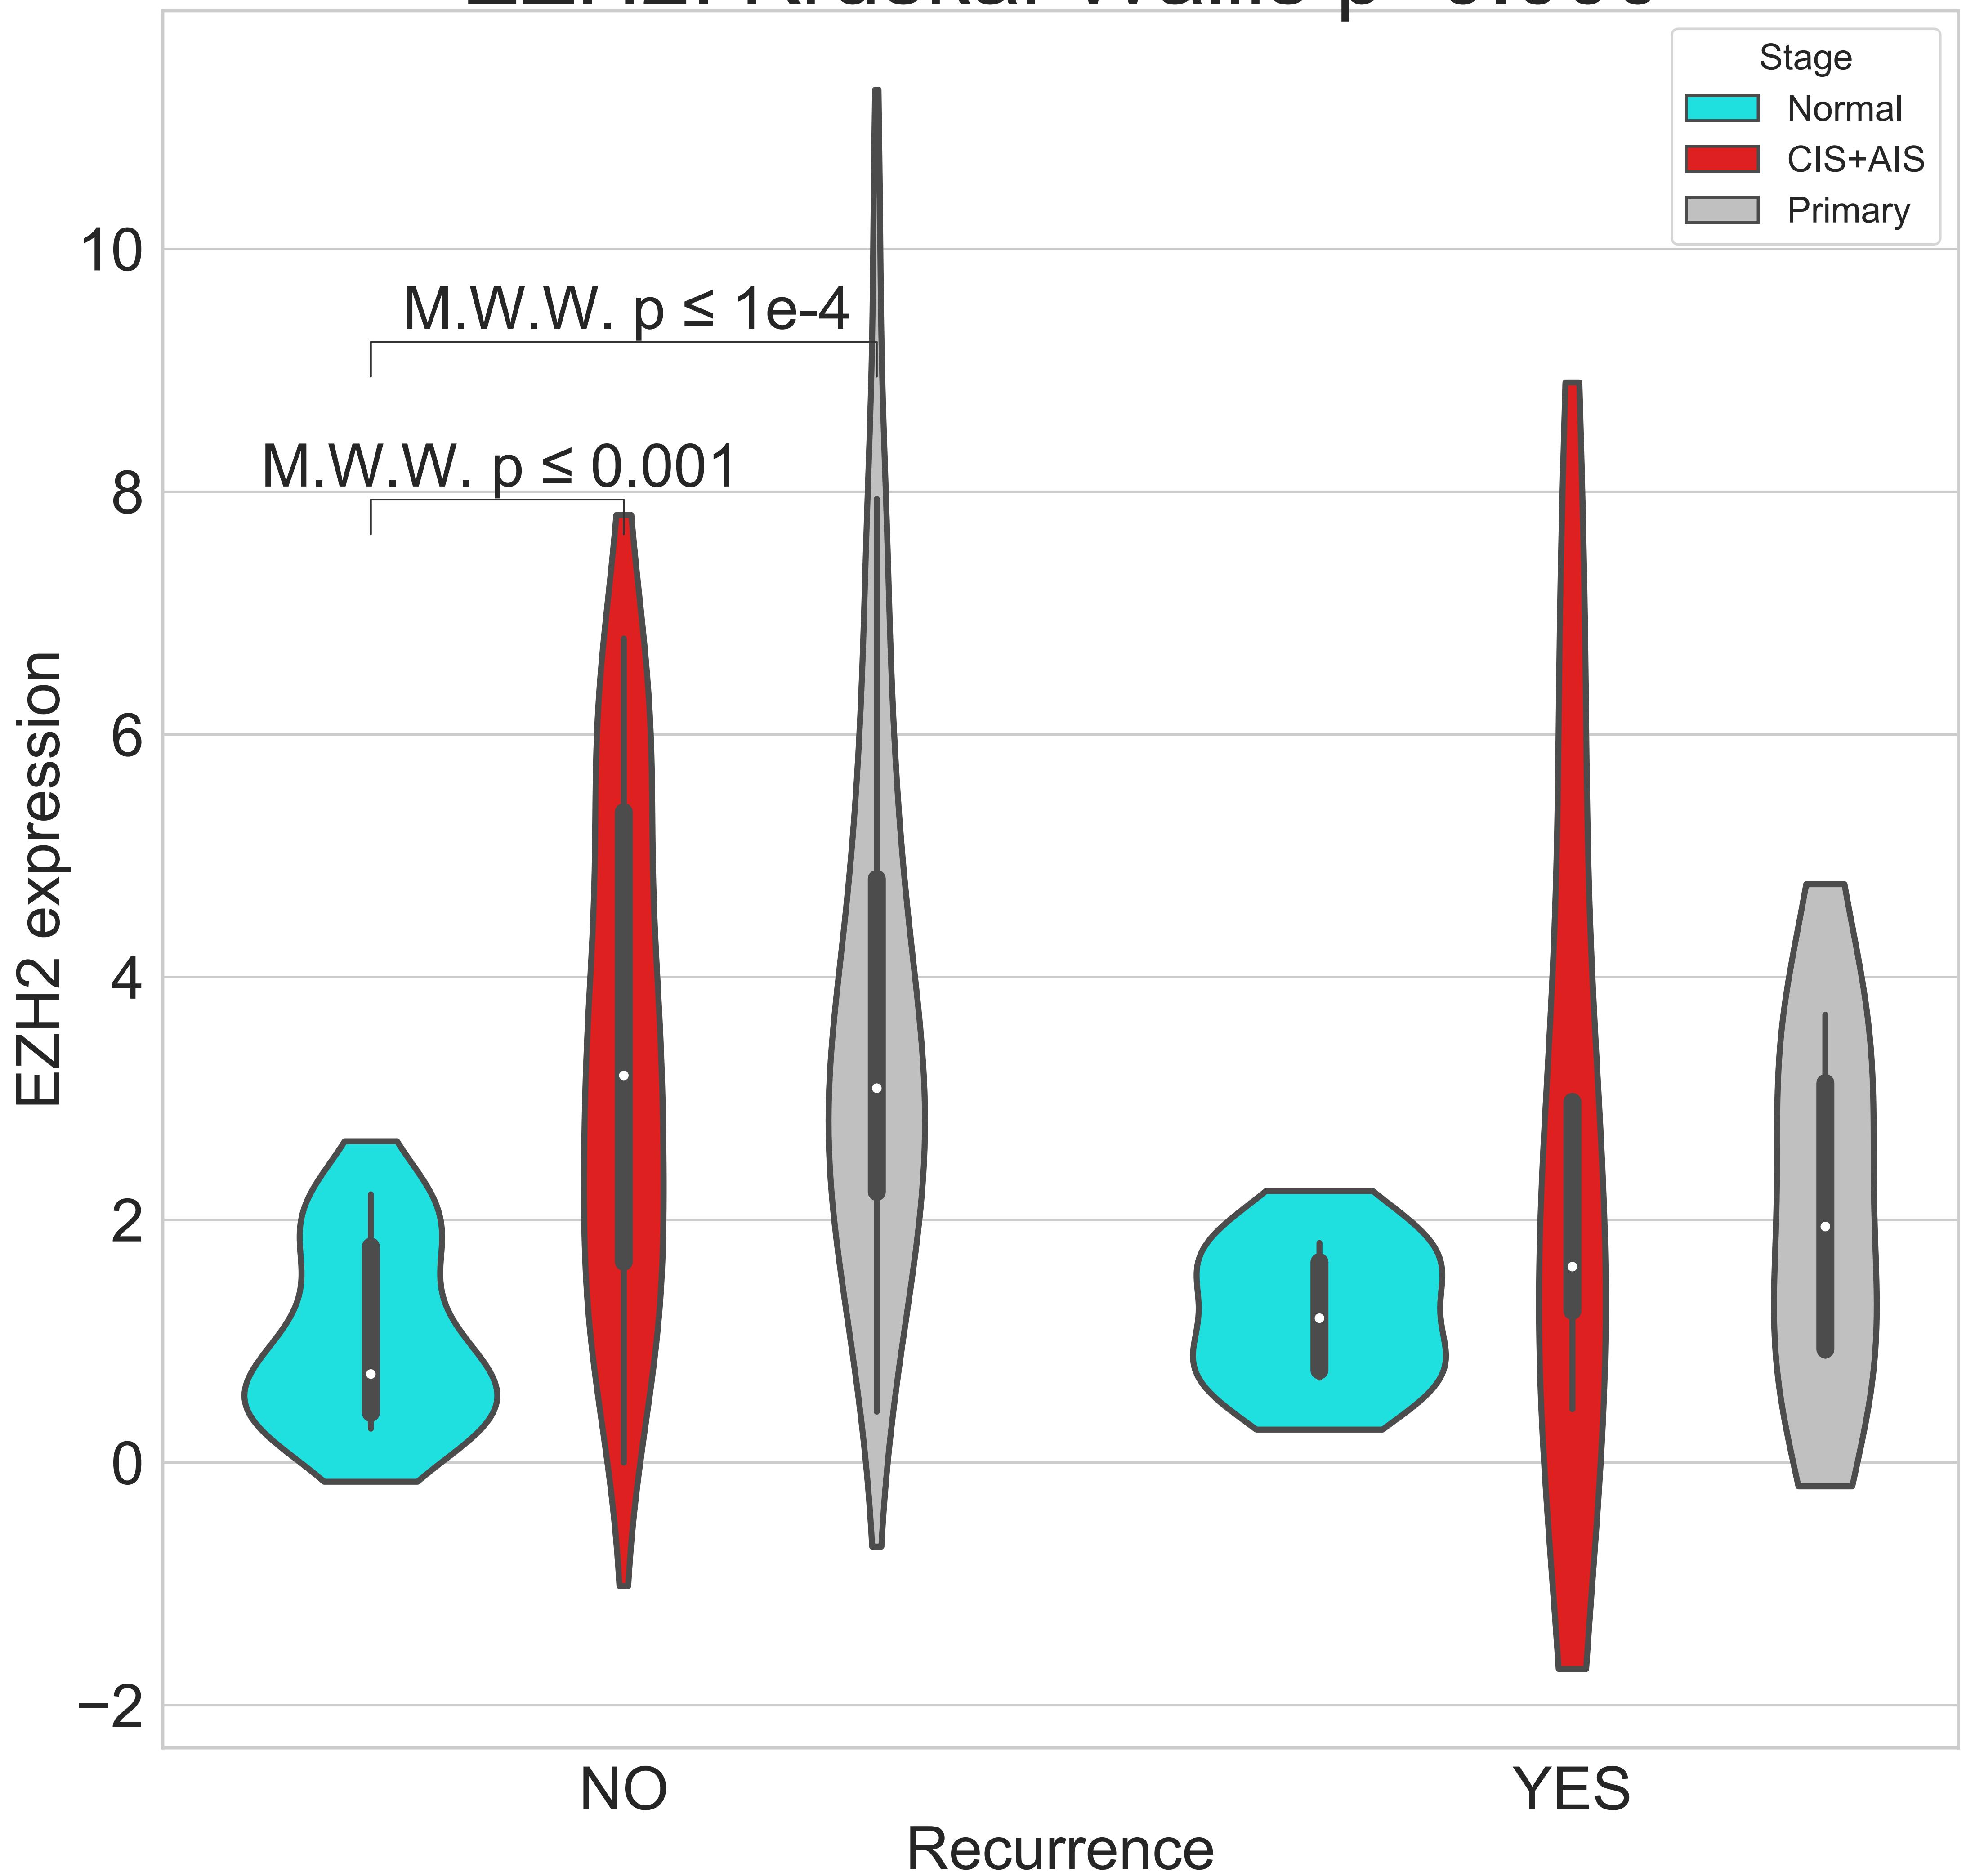 Stage
Normal
CIS+AIS
Primary
10
8
6
4
2
0
−2
M.W.W. p ≤ 1e-4
M.W.W. p ≤ 0.001
EZH2 expression
NO
YES
Recurrence